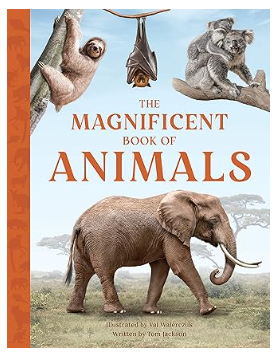 THE
MAGNIFICENT
BOOK OF
ANIMALS
Illustrated by Val Walerczuk
Written by Tom Jackson